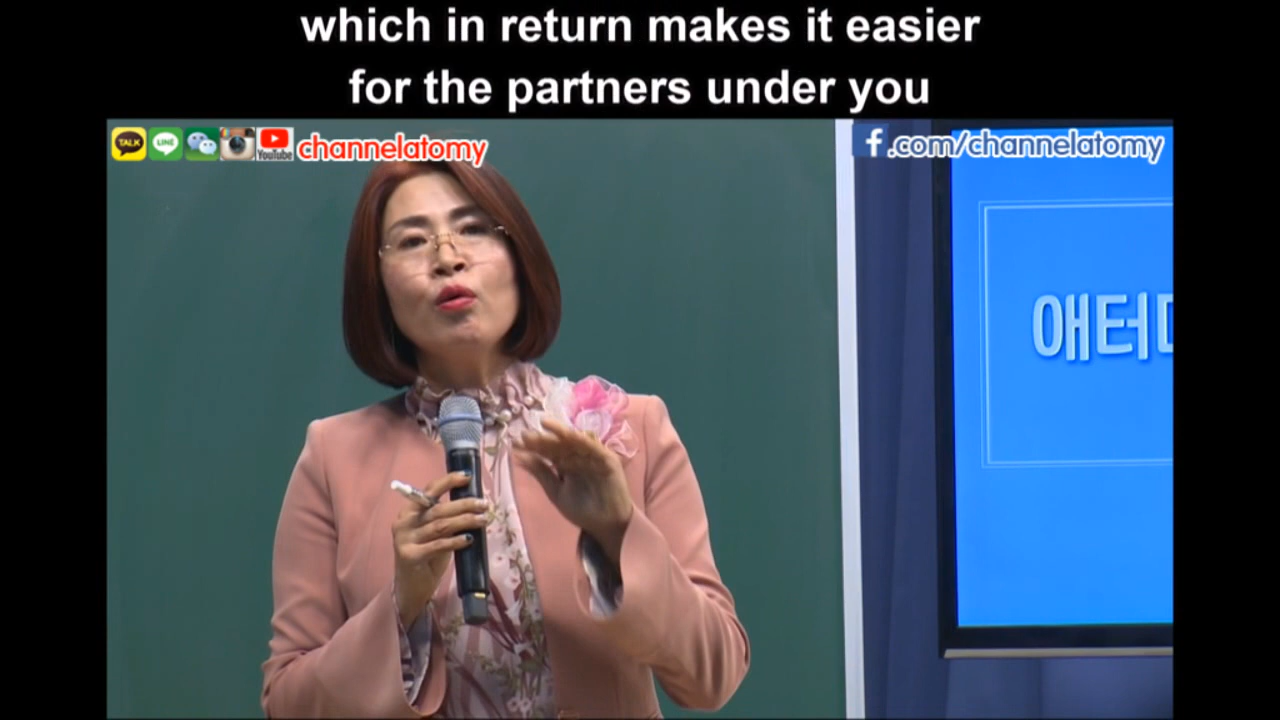 which in return makes it easier
for the partners under you
TALK
LINE
YouTube
channelatomy
f.com/channelatomy
애터